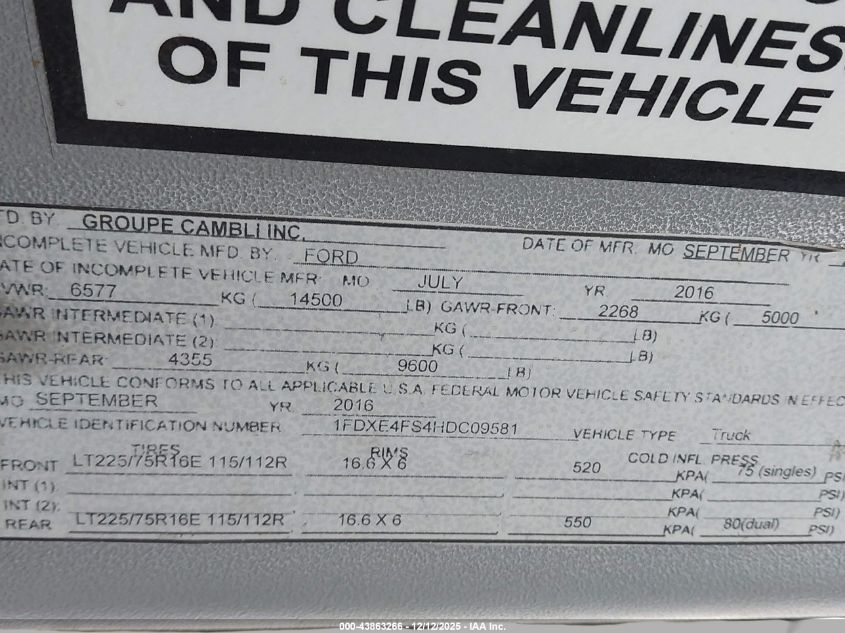 AND CLEANLINES
OF THIS VEHICLE
TD. BY. GROUPE CAMBLI INC. DATE OF MFR. MO SEPTEMBER YR
NCOMPLETE VEHICLE MFD. BY. FORD
ATE OF INCOMPLETE VEHICLE MFR: MO JULY YR 2016
VWR: 6577 KG ( 14500 LB) GAWR-FRONT: 2268 KG ( 5000
AWR INTERMEDIATE (1) KG ( LB)
AWR INTERMEDIATE (2) KG ( LB)
GAWR-REAR: 4355 KG ( 9600 LB)
HIS VEHICLE CONFORMS TO ALL APPLICABLE U.S.A. FEDERAL MOTOR VEHICLE SAFETY STANDARDS IN EFFEC
MO SEPTEMBER YR. 2016
VEHICLE IDENTIFICATION NUMBER 1FDXE4FS4HDC09581 VEHICLE TYPE Truck
TIRES RIMS COLD INFL. PRESS.
FRONT LT225/75R16E 115/112R 16.6 X 6 520 KPA( 75 (singles) PSI
INT (1) KPA( PSI)
INT (2) KPA( PSI)
REAR LT225/75R16E 115/112R 16.6 X 6 550 KPA( 80(dual) PSI)
000-43863266 - 12/12/2025 - IAA Inc.